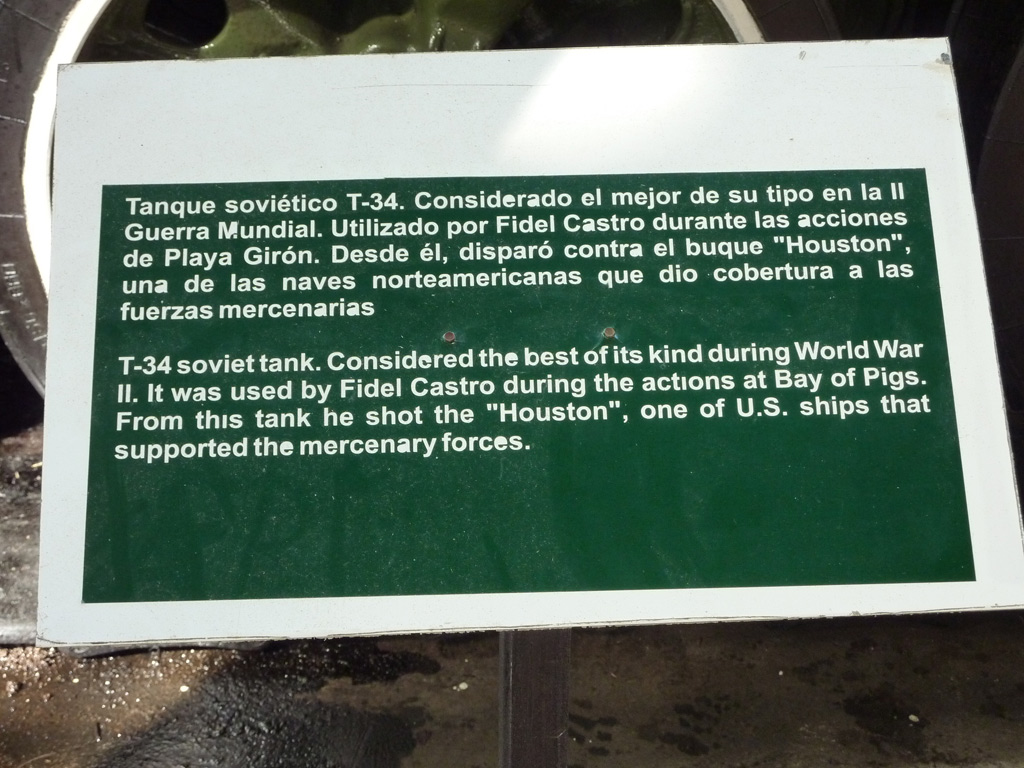 Tanque soviético T-34. Considerado el mejor de su tipo en la II
Guerra Mundial. Utilizado por Fidel Castro durante las acciones
de Playa Girón. Desde él, disparó contra el buque "Houston",
una de las naves norteamericanas que dio cobertura a las
fuerzas mercenarias
T-34 soviet tank. Considered the best of its kind during World War
II. It was used by Fidel Castro during the actions at Bay of Pigs.
From this tank he shot the "Houston", one of U.S. ships that
supported the mercenary forces.